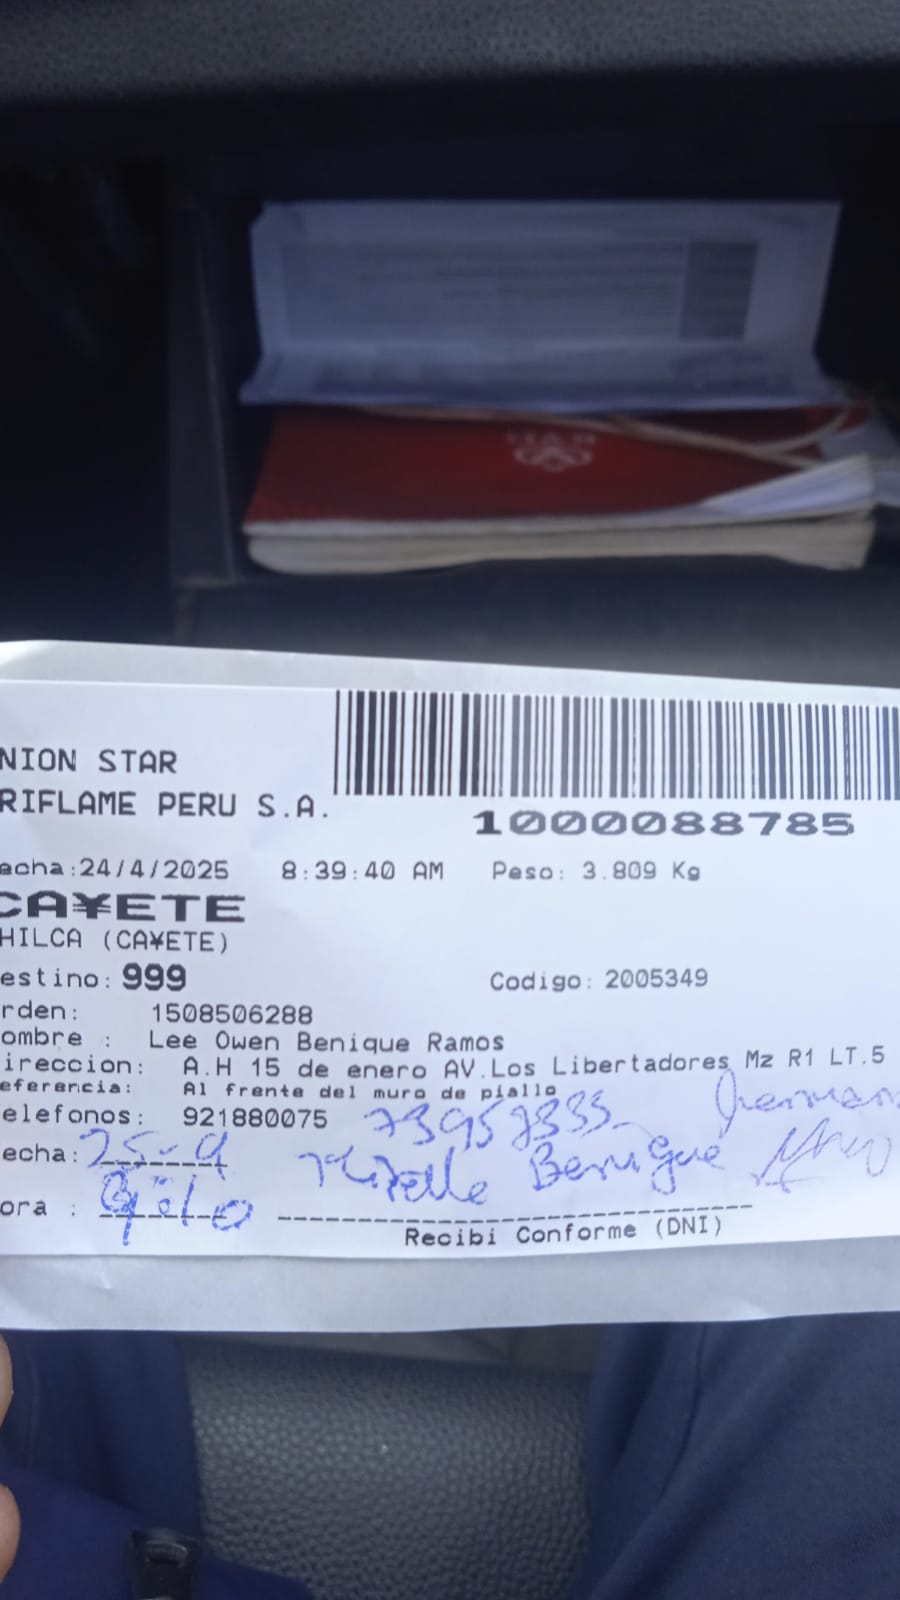 NION STAR
RIFLAME PERU S.A.
1000088785
echa:24/4/2025 8:39:40 AM Peso: 3.809 Kg
CA¥ETE
HILCA (CA¥ETE)
estino: 999 Codigo: 2005349
rden: 1508506288
ombre : Lee Owen Benique Ramos
ireccion: A.H 15 de enero AV.Los Libertadores Mz R1 LT.5
eferencia: Al frente del muro de piallo
elefonos: 921880075
echa: 25-4 Benique
ora : 9:10
Recibi Conforme (DNI)